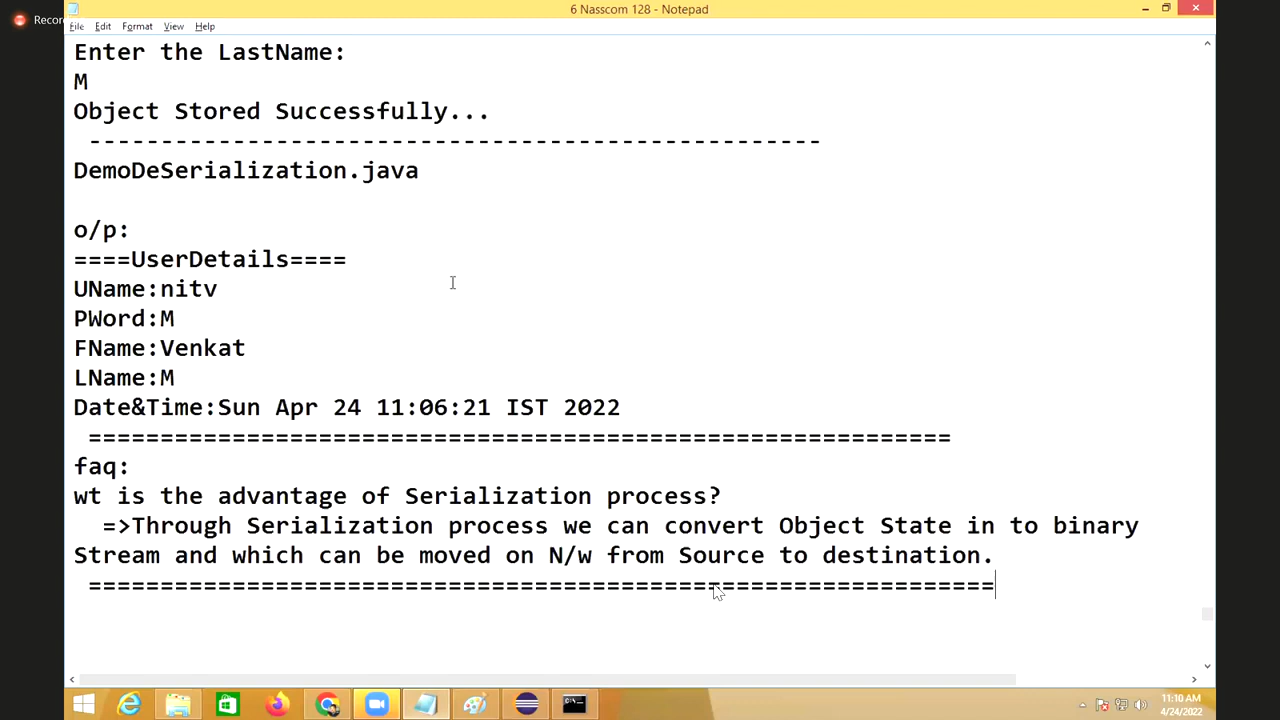 Recor
6 Nasscom 128 - Notepad
File Edit Format View Help
Enter the LastName:
M
Object Stored Successfully...
---------------------------------------------------
DemoDeSerialization.java
o/p:
====UserDetails====
UName:nitv
PWord:M
FName:Venkat
LName:M
Date&Time:Sun Apr 24 11:06:21 IST 2022
============================================================
faq:
wt is the advantage of Serialization process?
=>Through Serialization process we can convert Object State in to binary
Stream and which can be moved on N/w from Source to destination.
===============================================================
11:10 AM
4/24/2022